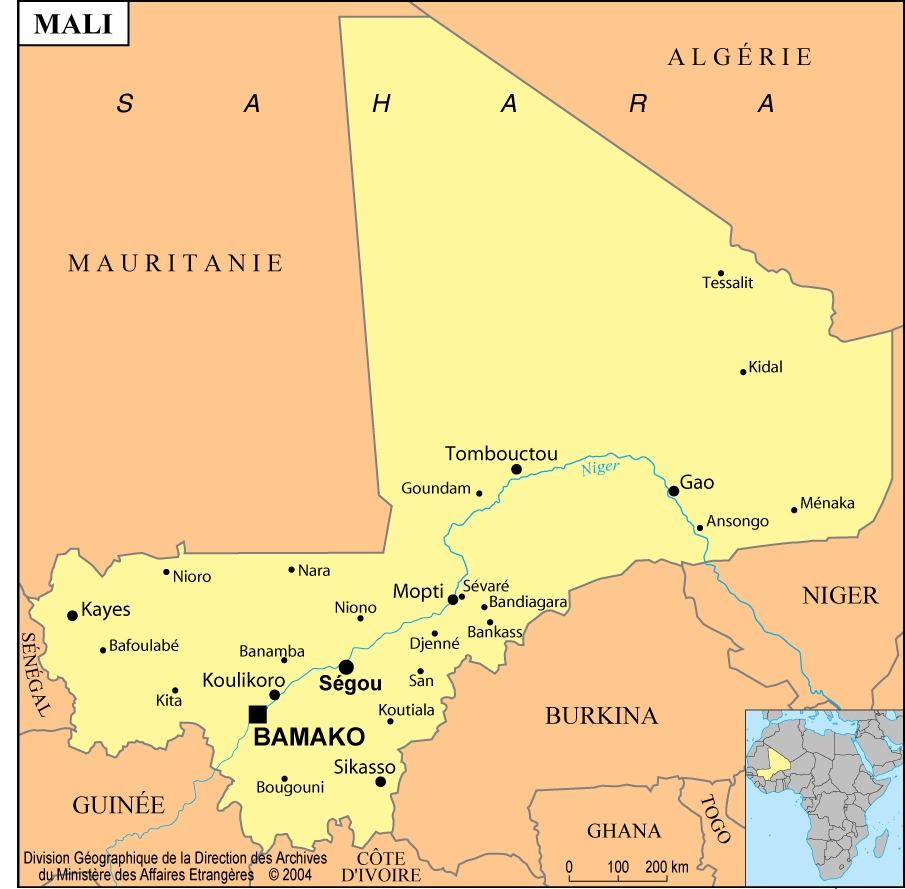 MALI
ALGÉRIE
S A H A R A
MAURITANIE
Tessalit
Kidal
Tombouctou
Niger
Goundam
Gao
Ménaka
Ansongo
Nioro
Nara
Mopti
Sévaré
Bandiagara
NIGER
Kayes
Niono
Bankass
Djenné
Bafoulabé
Banamba
SÉNÉGAL
Koulikoro
Ségou
San
Kita
Koutiala
BURKINA
BAMAKO
Sikasso
Bougouni
GUINÉE
TOGO
GHANA
CÔTE
D'IVOIRE
0 100 200 km
Division Géographique de la Direction des Archives
du Ministère des Affaires Etrangères © 2004